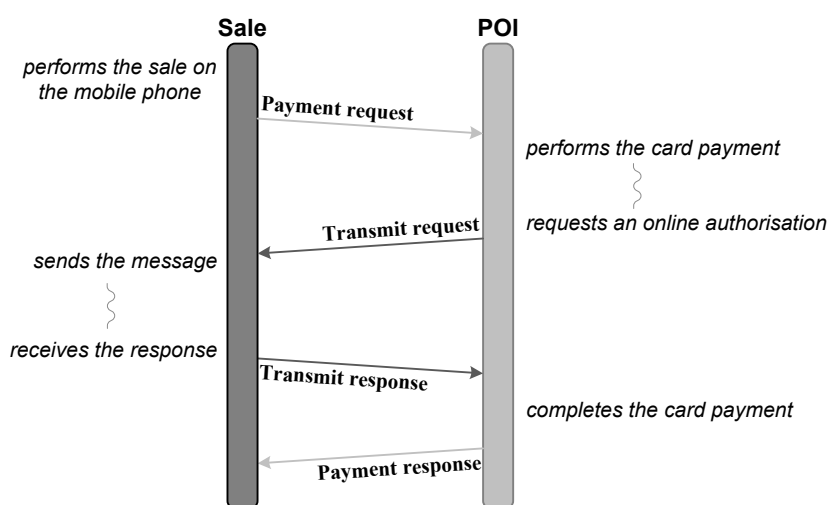 Sale
POI
performs the sale on
the mobile phone
Payment request
performs the card payment
Transmit request
requests an online authorisation
sends the message
receives the response
Transmit response
completes the card payment
Payment response